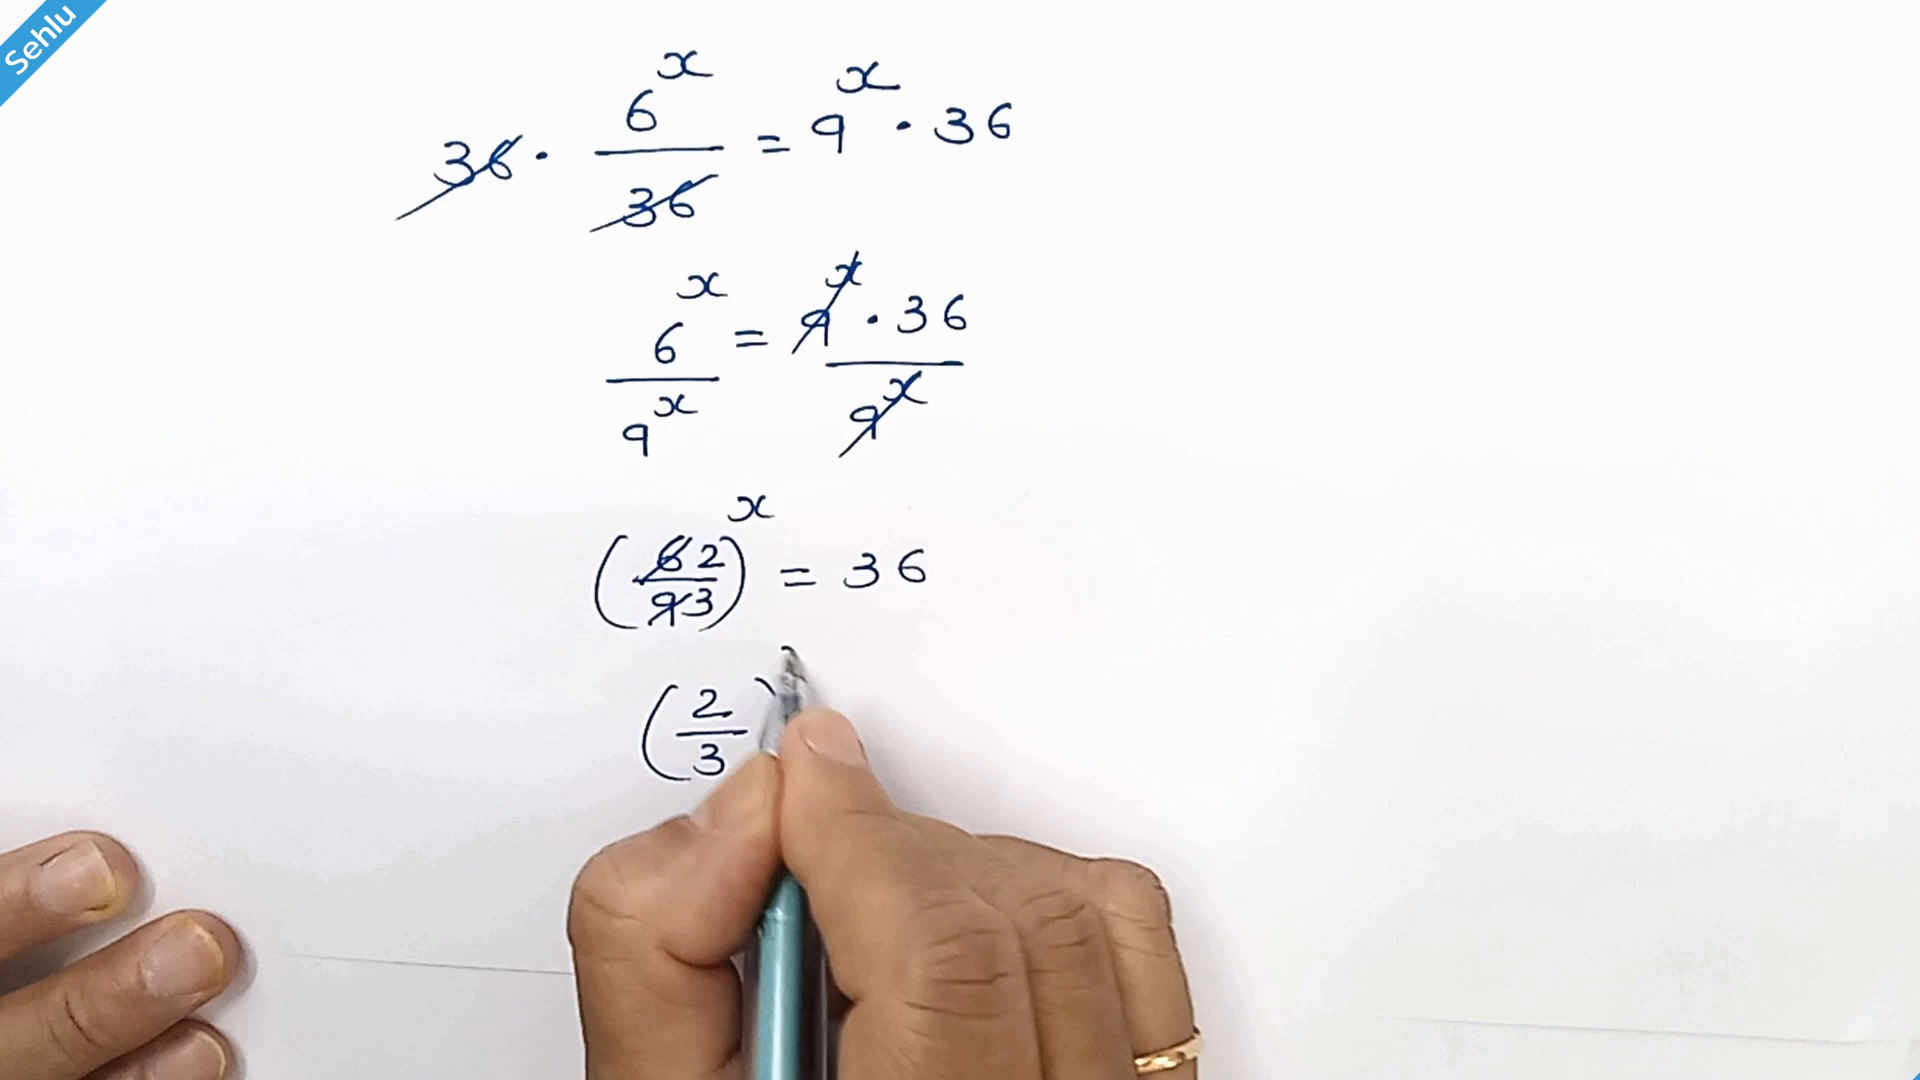 Sehlu
36 · 6^x / 36 = 9^x · 36
6^x / 9^x = 9^x · 36 / 9^x
(6 2 / 9 3)^x = 36
(2 / 3)